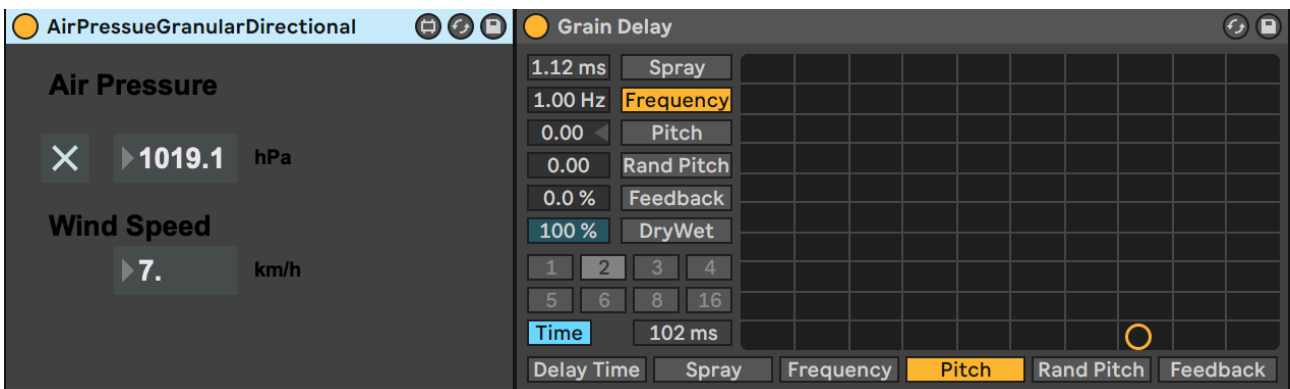 AirPressueGranularDirectional
Air Pressure
1019.1 hPa
Wind Speed
7. km/h
Grain Delay
1.12 ms Spray
1.00 Hz Frequency
0.00 Pitch
0.00 Rand Pitch
0.0 % Feedback
100 % DryWet
1 2 3 4
5 6 8 16
Time 102 ms
Delay Time Spray Frequency Pitch Rand Pitch Feedback